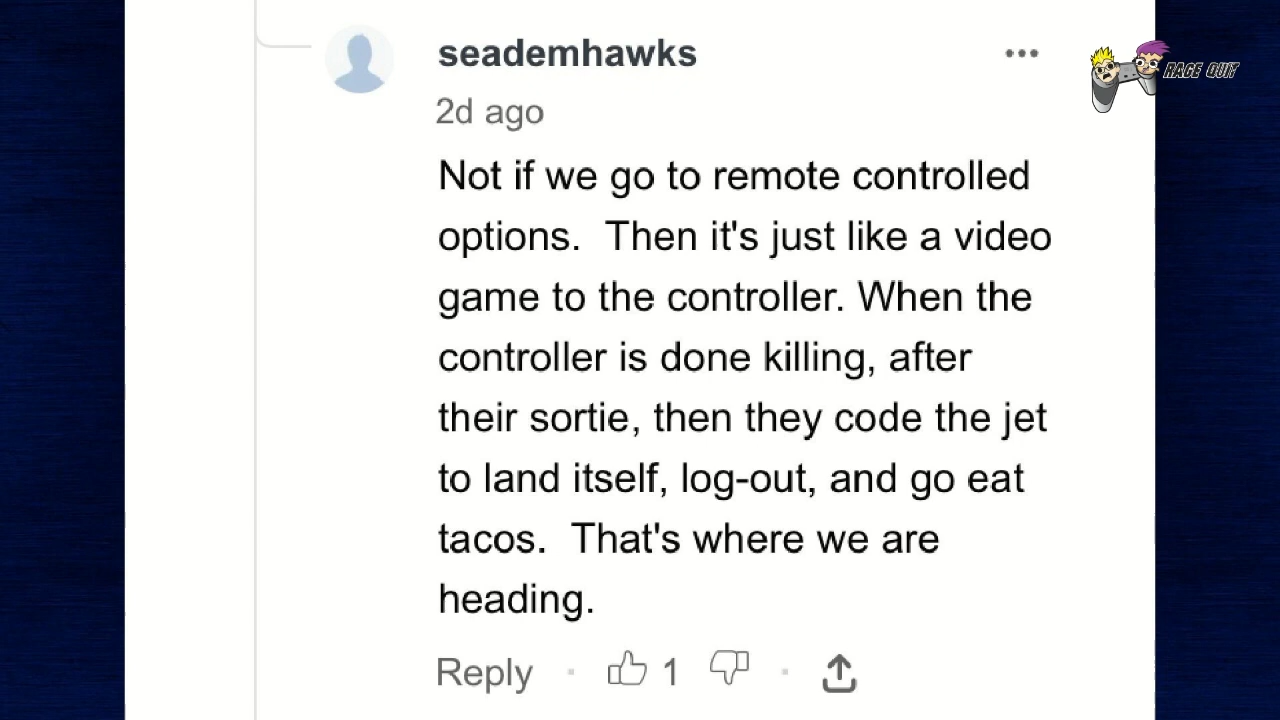 seademhawks
RAGE QUIT
2d ago
Not if we go to remote controlled
options.  Then it's just like a video
game to the controller. When the
controller is done killing, after
their sortie, then they code the jet
to land itself, log-out, and go eat
tacos.  That's where we are
heading.
Reply · 1 ·